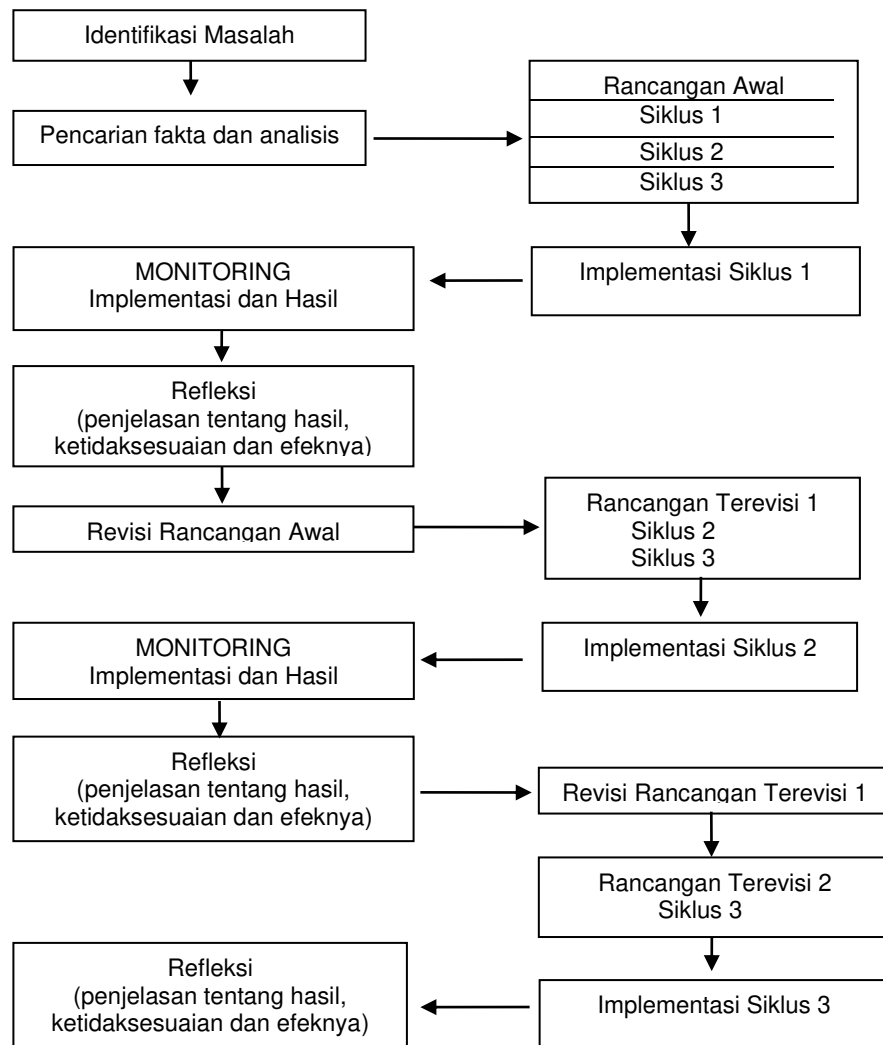 Identifikasi Masalah
Pencarian fakta dan analisis
Rancangan Awal
Siklus 1
Siklus 2
Siklus 3
Implementasi Siklus 1
MONITORING
Implementasi dan Hasil
Refleksi
(penjelasan tentang hasil,
ketidaksesuaian dan efeknya)
Revisi Rancangan Awal
Rancangan Terevisi 1
Siklus 2
Siklus 3
Implementasi Siklus 2
MONITORING
Implementasi dan Hasil
Refleksi
(penjelasan tentang hasil,
ketidaksesuaian dan efeknya)
Revisi Rancangan Terevisi 1
Rancangan Terevisi 2
Siklus 3
Implementasi Siklus 3
Refleksi
(penjelasan tentang hasil,
ketidaksesuaian dan efeknya)